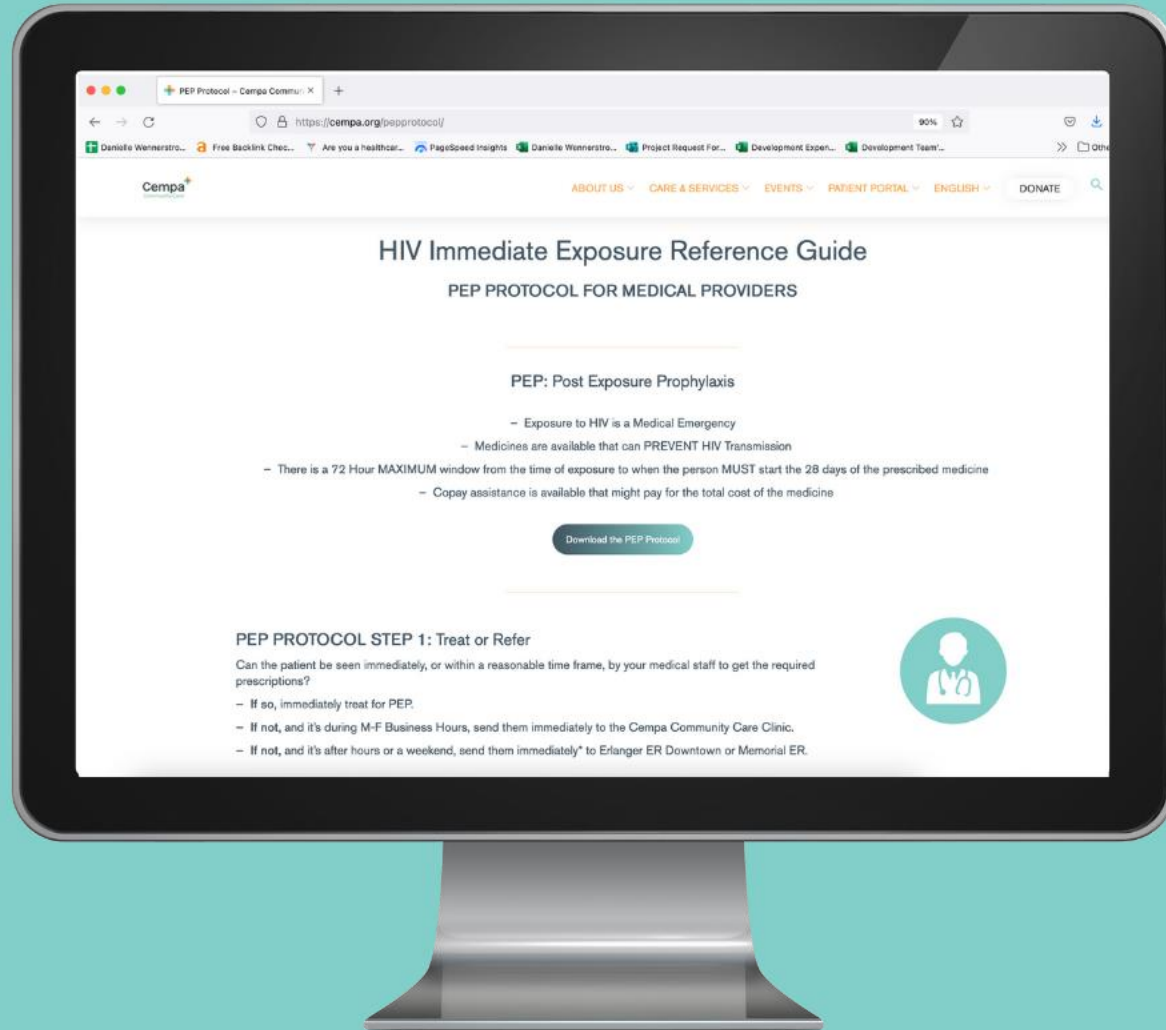 PEP Protocol – Cempa Commun
https://cempa.org/pepprotocol/
90%
Danielle Wennerstro... Free Backlink Chec... Are you a healthcar... PageSpeed Insights Danielle Wennerstro... Project Request For... Development Expen... Development Team'... Othe
Cempa
ABOUT US CARE & SERVICES EVENTS PATIENT PORTAL ENGLISH DONATE
HIV Immediate Exposure Reference Guide
PEP PROTOCOL FOR MEDICAL PROVIDERS
PEP: Post Exposure Prophylaxis
– Exposure to HIV is a Medical Emergency
– Medicines are available that can PREVENT HIV Transmission
– There is a 72 Hour MAXIMUM window from the time of exposure to when the person MUST start the 28 days of the prescribed medicine
– Copay assistance is available that might pay for the total cost of the medicine
Download the PEP Protocol
PEP PROTOCOL STEP 1: Treat or Refer
Can the patient be seen immediately, or within a reasonable time frame, by your medical staff to get the required
prescriptions?
– If so, immediately treat for PEP.
– If not, and it's during M-F Business Hours, send them immediately to the Cempa Community Care Clinic.
– If not, and it's after hours or a weekend, send them immediately* to Erlanger ER Downtown or Memorial ER.